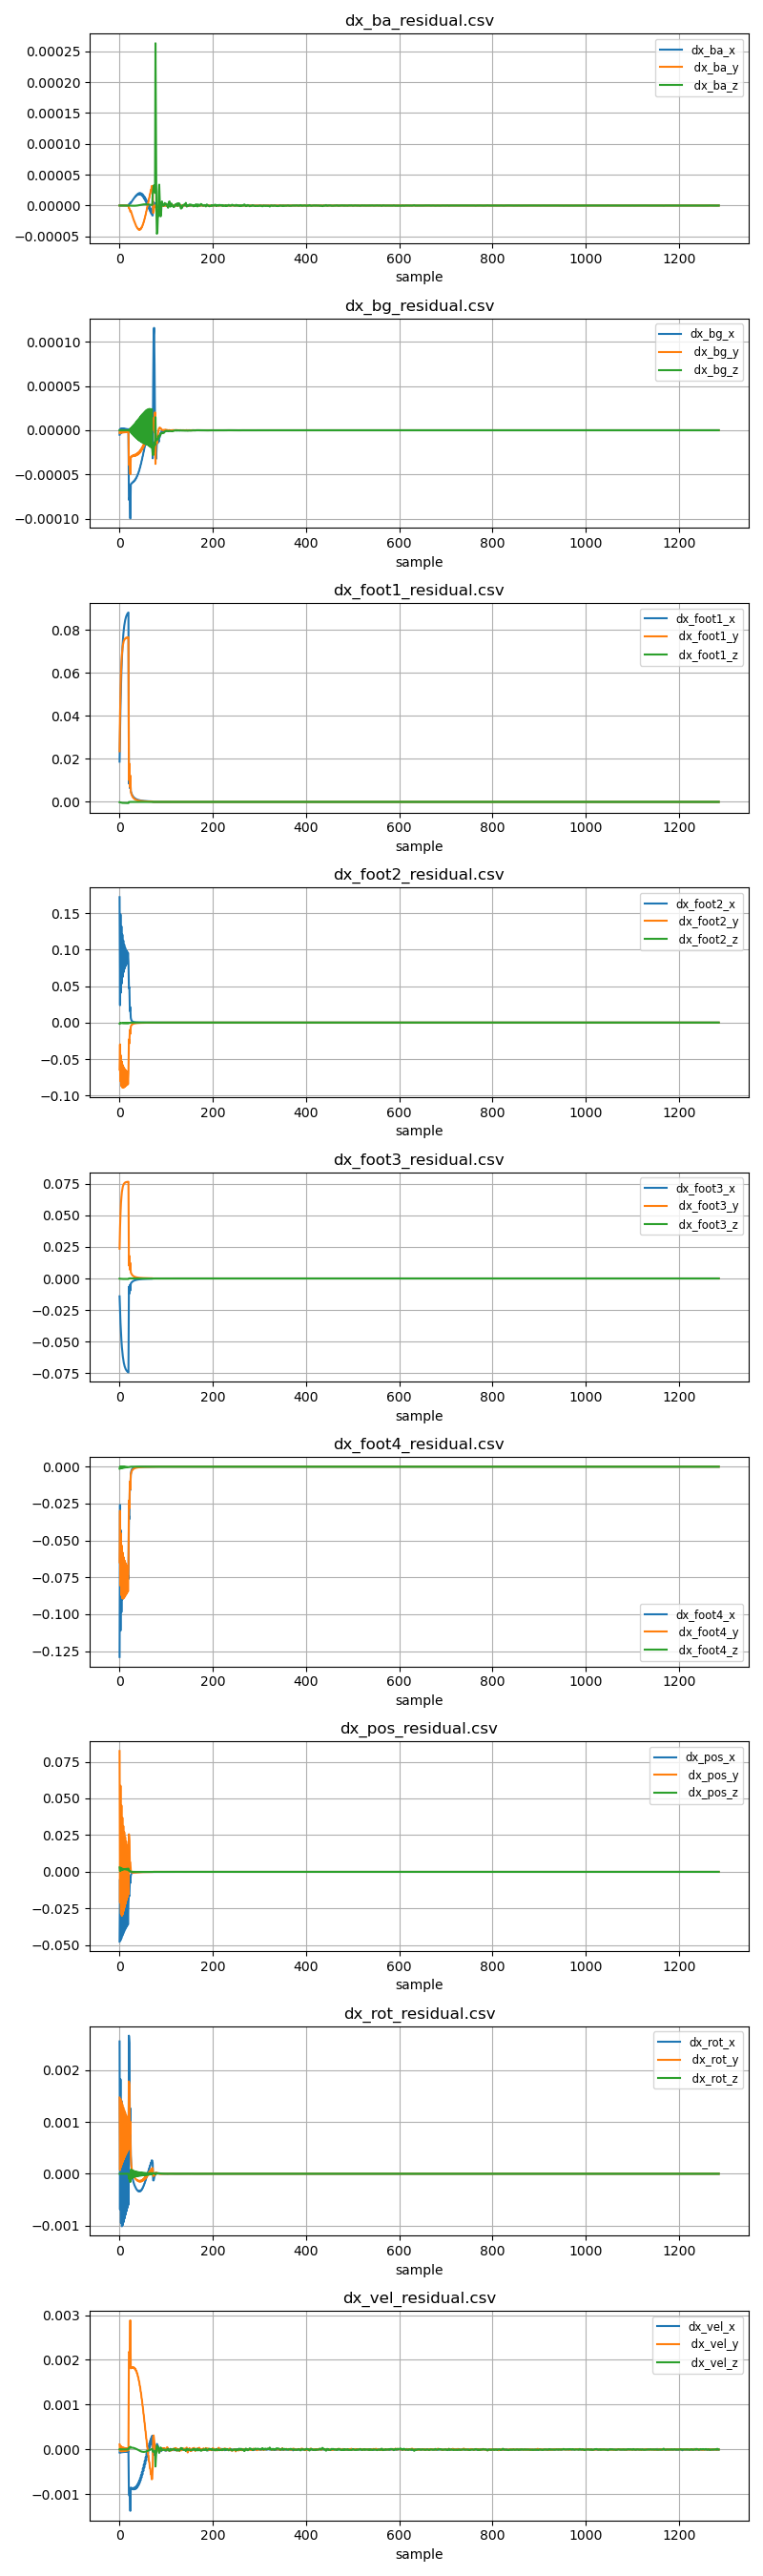 dx_ba_residual.csv
0.00025
0.00020
0.00015
0.00010
0.00005
0.00000
−0.00005
dx_ba_x
dx_ba_y
dx_ba_z
0 200 400 600 800 1000 1200
sample
dx_bg_residual.csv
0.00010
0.00005
0.00000
−0.00005
−0.00010
dx_bg_x
dx_bg_y
dx_bg_z
0 200 400 600 800 1000 1200
sample
dx_foot1_residual.csv
0.08
0.06
0.04
0.02
0.00
dx_foot1_x
dx_foot1_y
dx_foot1_z
0 200 400 600 800 1000 1200
sample
dx_foot2_residual.csv
0.15
0.10
0.05
0.00
−0.05
−0.10
dx_foot2_x
dx_foot2_y
dx_foot2_z
0 200 400 600 800 1000 1200
sample
dx_foot3_residual.csv
0.075
0.050
0.025
0.000
−0.025
−0.050
−0.075
dx_foot3_x
dx_foot3_y
dx_foot3_z
0 200 400 600 800 1000 1200
sample
dx_foot4_residual.csv
0.000
−0.025
−0.050
−0.075
−0.100
−0.125
dx_foot4_x
dx_foot4_y
dx_foot4_z
0 200 400 600 800 1000 1200
sample
dx_pos_residual.csv
0.075
0.050
0.025
0.000
−0.025
−0.050
dx_pos_x
dx_pos_y
dx_pos_z
0 200 400 600 800 1000 1200
sample
dx_rot_residual.csv
0.002
0.001
0.000
−0.001
dx_rot_x
dx_rot_y
dx_rot_z
0 200 400 600 800 1000 1200
sample
dx_vel_residual.csv
0.003
0.002
0.001
0.000
−0.001
dx_vel_x
dx_vel_y
dx_vel_z
0 200 400 600 800 1000 1200
sample